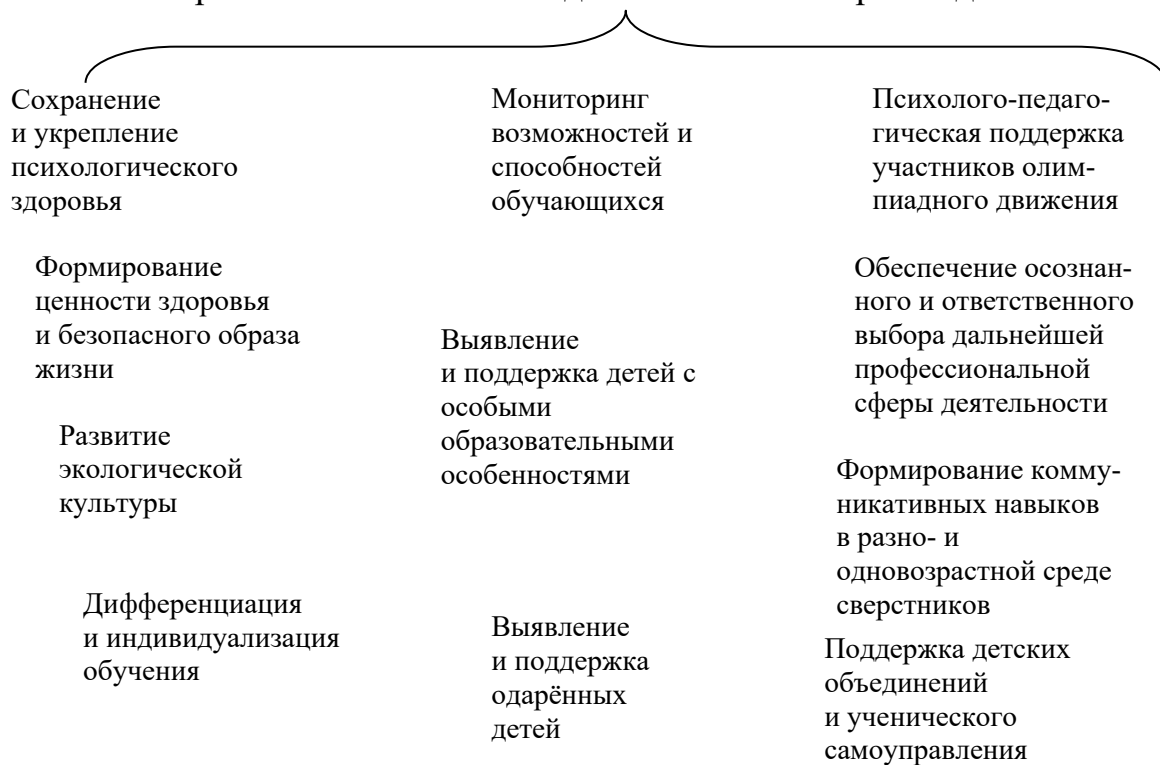 Сохранение
и укрепление
психологического
здоровья
Мониторинг
возможностей и
способностей
обучающихся
Психолого-педаго-
гическая поддержка
участников олим-
пиадного движения
Формирование
ценности здоровья
и безопасного образа
жизни
Выявление
и поддержка детей с
особыми
образовательными
особенностями
Обеспечение осознан-
ного и ответственного
выбора дальнейшей
профессиональной
сферы деятельности
Развитие
экологической
культуры
Формирование комму-
никативных навыков
в разно- и
одновозрастной среде
сверстников
Дифференциация
и индивидуализация
обучения
Выявление
и поддержка
одарённых
детей
Поддержка детских
объединений
и ученического
самоуправления